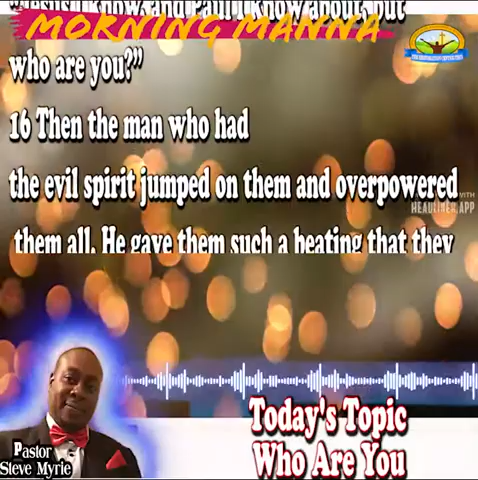 "Jesus I know, and Paul I know about, but
MORNING MANNA
who are you?”
16 Then the man who had
the evil spirit jumped on them and overpowered
WITH
HEADLINER.APP
them all. He gave them such a beating that they
Today's Topic
Who Are You
Pastor
Steve Myrie